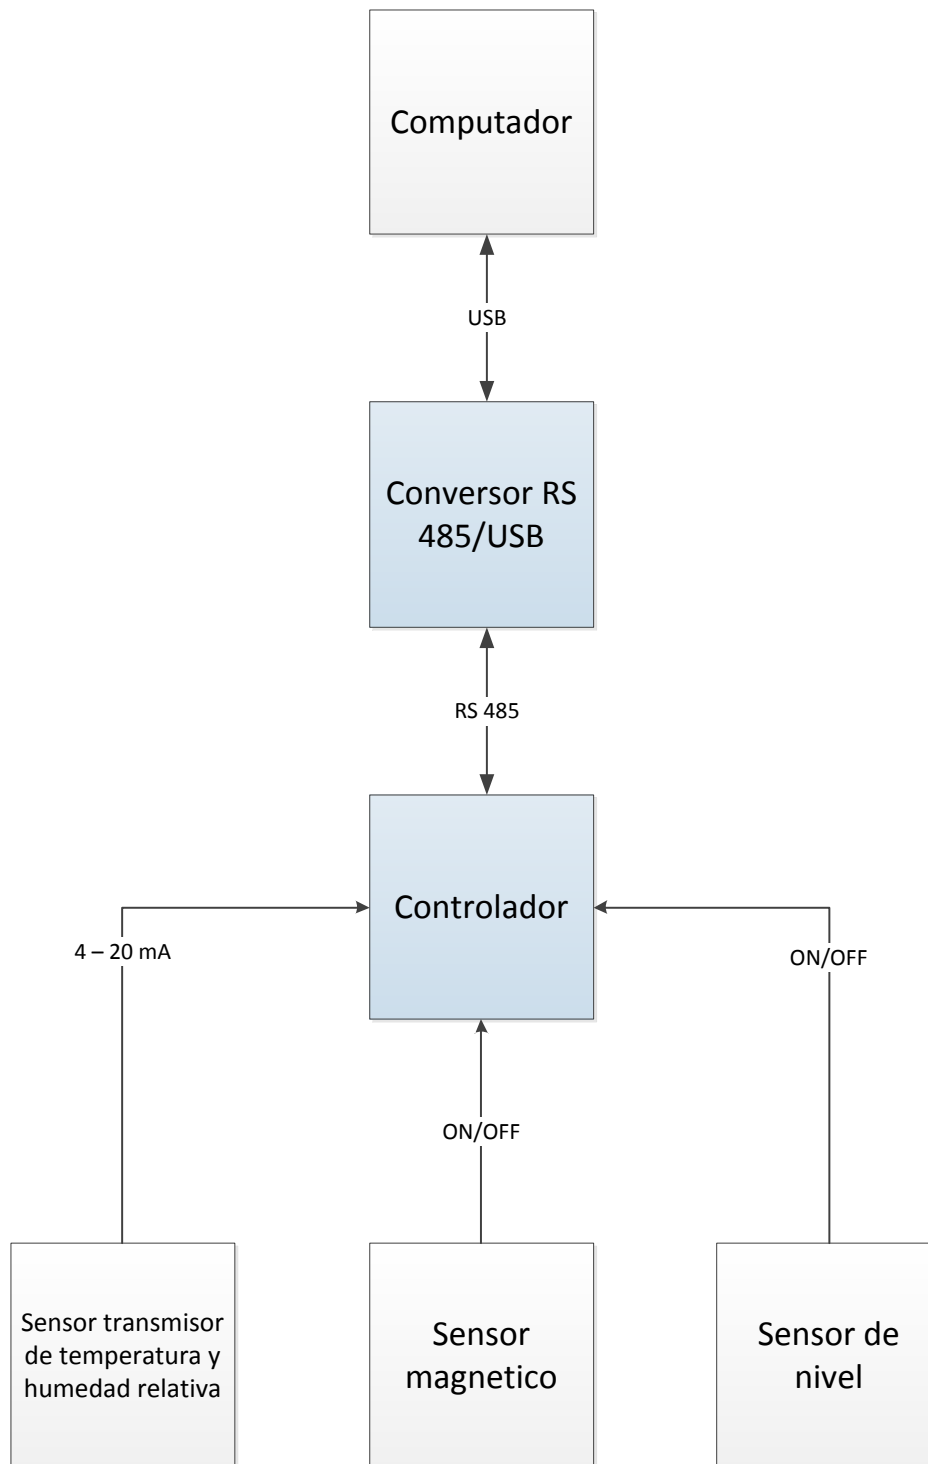 Computador
USB
Conversor RS
485/USB
RS 485
Controlador
4 – 20 mA
ON/OFF
ON/OFF
Sensor transmisor
de temperatura y
humedad relativa
Sensor
magnetico
Sensor de
nivel